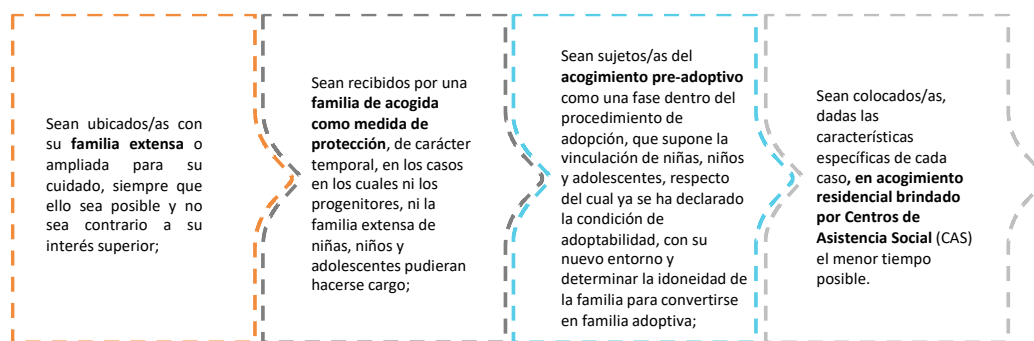 Sean ubicados/as con
su familia extensa o
ampliada para su
cuidado, siempre que
ello sea posible y no
sea contrario a su
interés superior;
Sean recibidos por una
familia de acogida
como medida de
protección, de carácter
temporal, en los casos
en los cuales ni los
progenitores, ni la
familia extensa de
niñas, niños y
adolescentes pudieran
hacerse cargo;
Sean sujetos/as del
acogimiento pre-adoptivo
como una fase dentro del
procedimiento de
adopción, que supone la
vinculación de niñas, niños
y adolescentes, respecto
del cual ya se ha declarado
la condición de
adoptabilidad, con su
nuevo entorno y
determinar la idoneidad de
la familia para convertirse
en familia adoptiva;
Sean colocados/as,
dadas las
características
específicas de cada
caso, en acogimiento
residencial brindado
por Centros de
Asistencia Social (CAS)
el menor tiempo
posible.